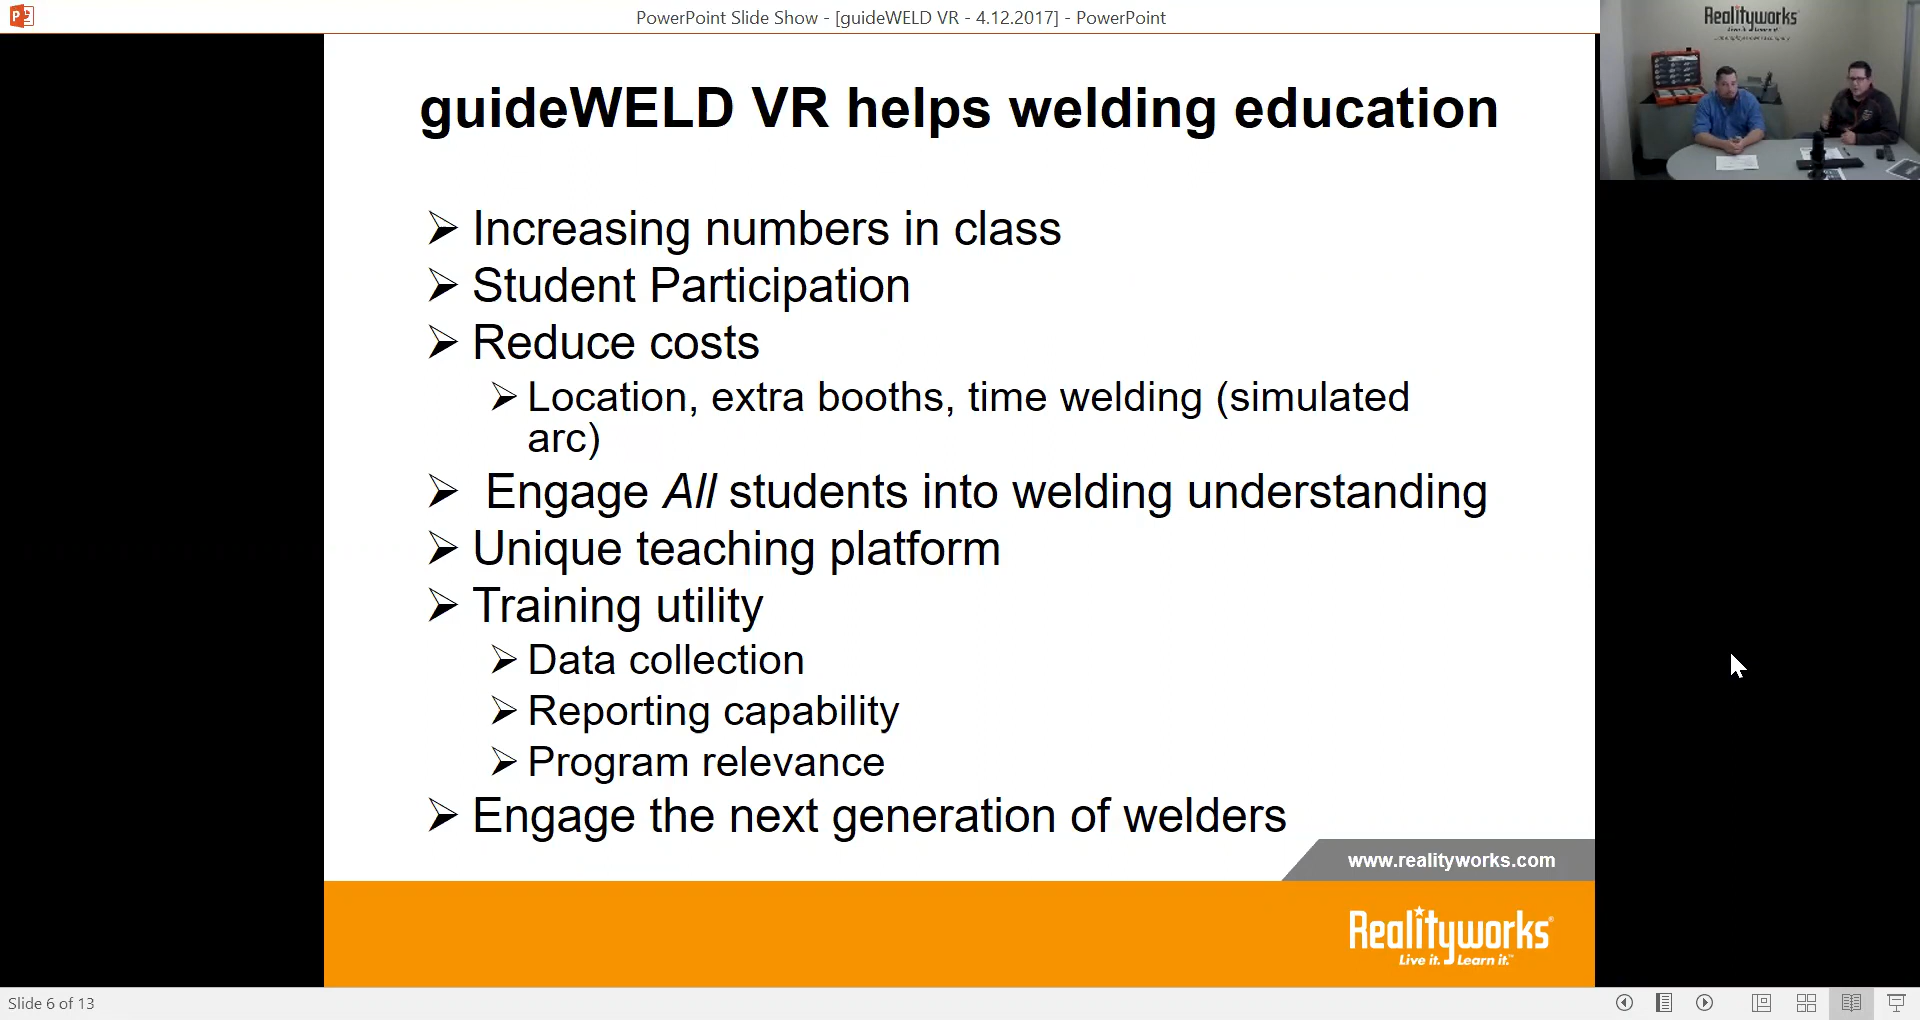 PowerPoint Slide Show - [guideWELD VR - 4.12.2017] - PowerPoint
Realityworks
guideWELD VR helps welding education
Increasing numbers in class
Student Participation
Reduce costs
Location, extra booths, time welding (simulated
arc)
Engage All students into welding understanding
Unique teaching platform
Training utility
Data collection
Reporting capability
Program relevance
Engage the next generation of welders
www.realityworks.com
Realityworks®
Live it. Learn it.™
Slide 6 of 13